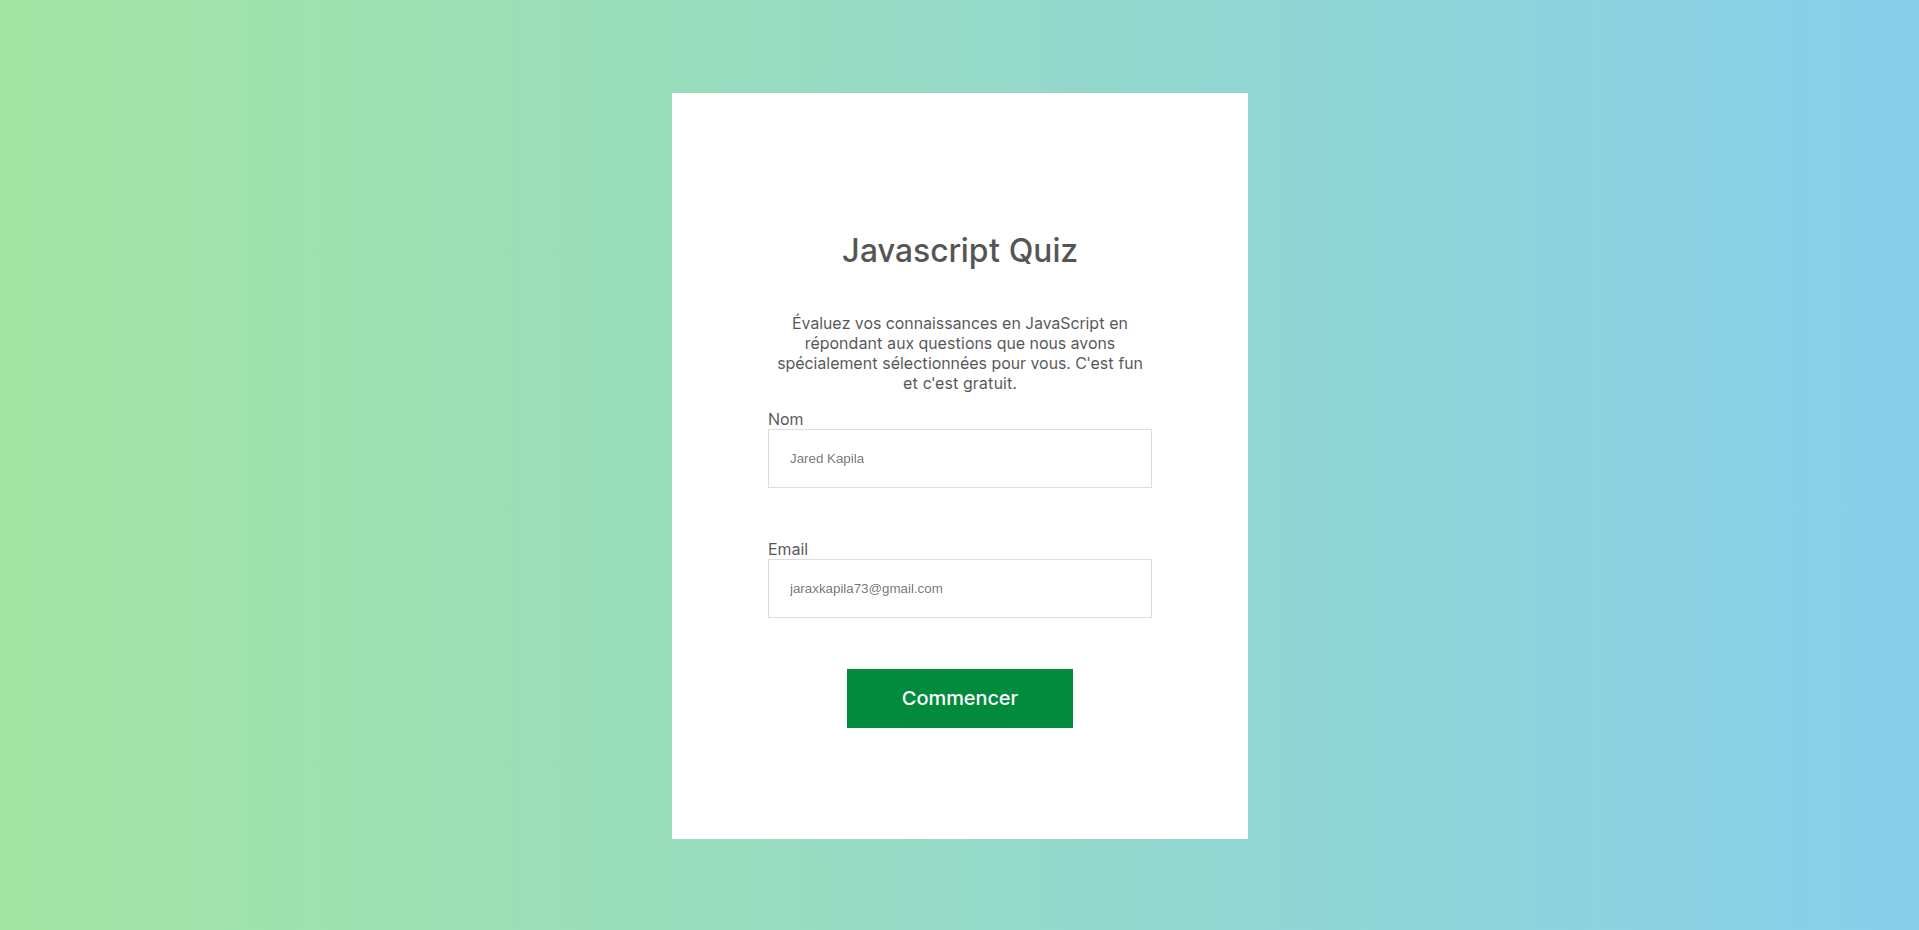 Javascript Quiz
Évaluez vos connaissances en JavaScript en
répondant aux questions que nous avons
spécialement sélectionnées pour vous. C'est fun
et c'est gratuit.
Nom
Jared Kapila
Email
jaraxkapila73@gmail.com
Commencer